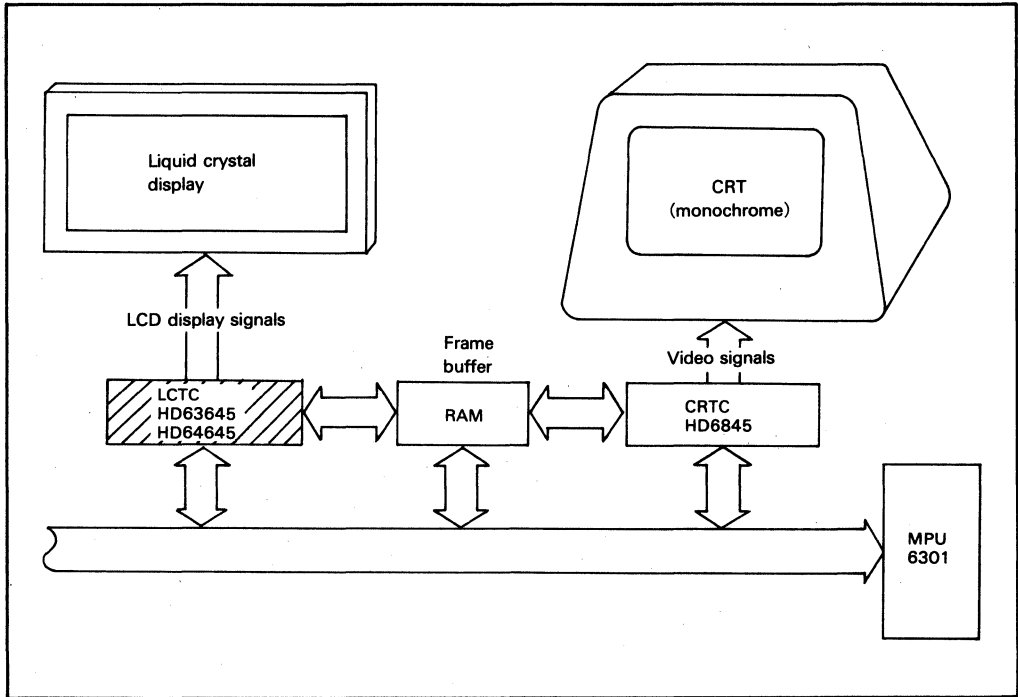 Liquid crystal
display
CRT
(monochrome)
LCD display signals
Frame
buffer
Video signals
LCTC
HD63645
HD64645
RAM
CRTC
HD6845
MPU
6301